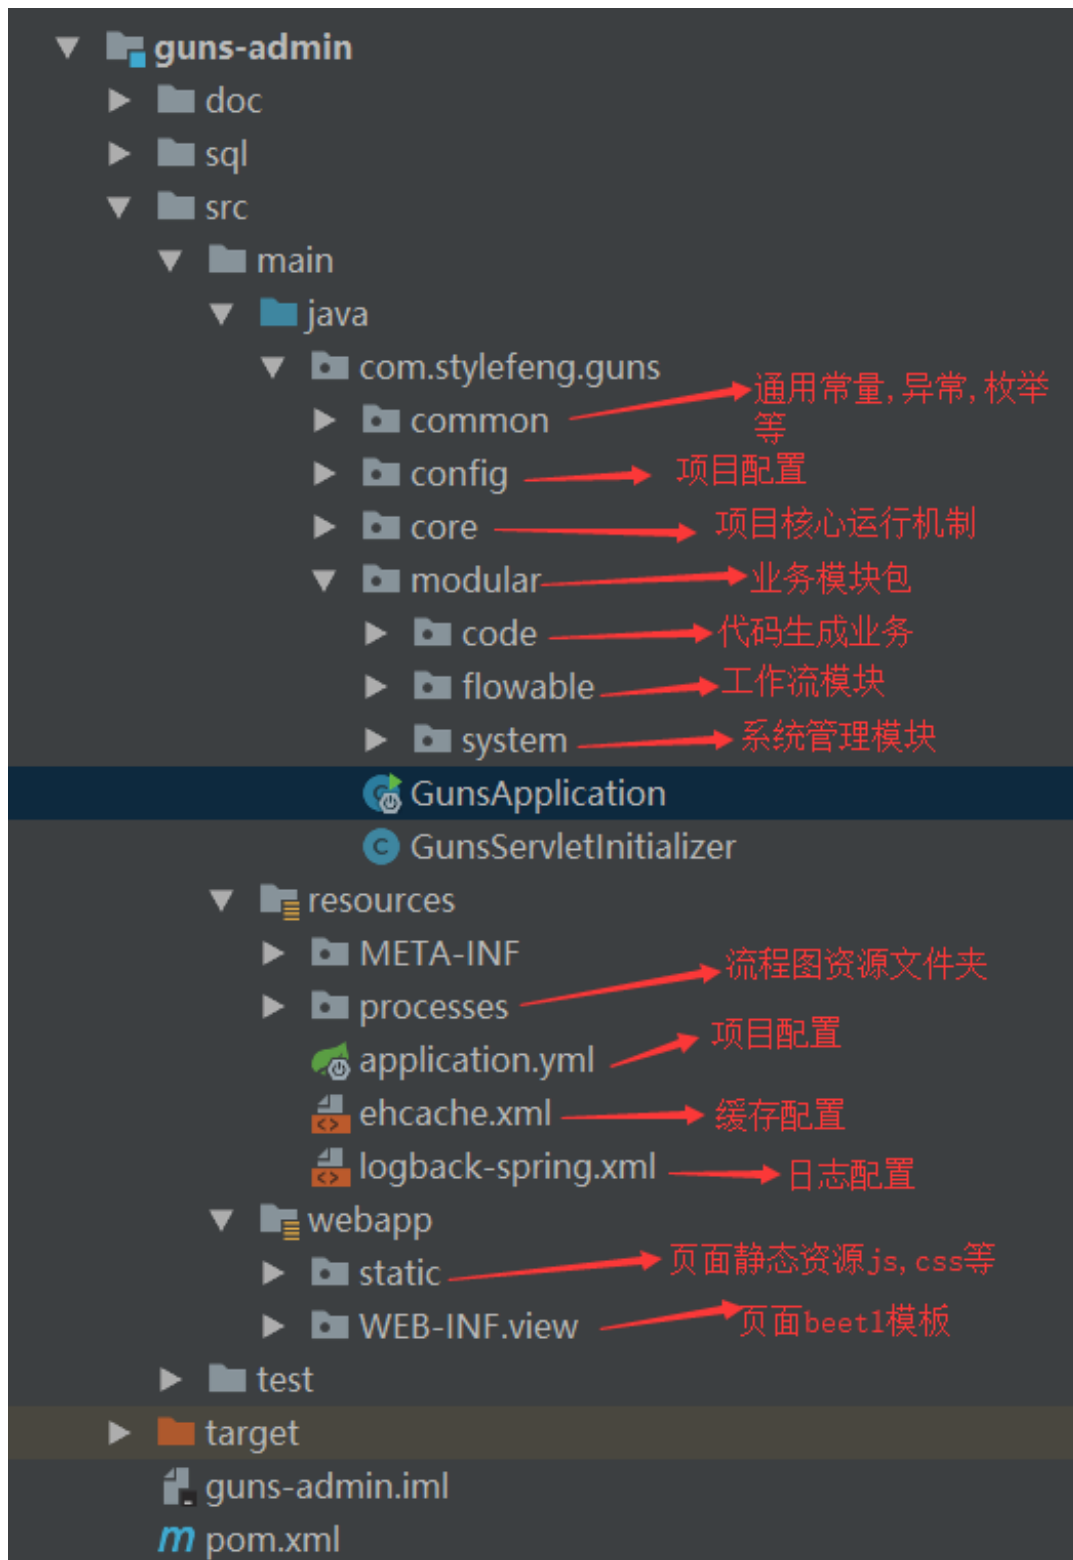 guns-admin
doc
sql
src
main
java
com.stylefeng.guns
common 通用常量,异常,枚举
等
config 项目配置
core 项目核心运行机制
modular 业务模块包
code 代码生成业务
flowable 工作流模块
system 系统管理模块
GunsApplication
GunsServletInitializer
resources
META-INF
processes 流程图资源文件夹
application.yml 项目配置
ehcache.xml 缓存配置
logback-spring.xml 日志配置
webapp
static 页面静态资源js,css等
WEB-INF.view 页面beetl模板
test
target
guns-admin.iml
pom.xml